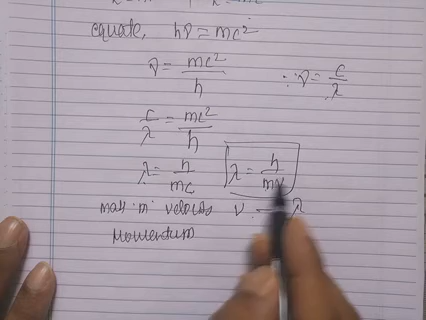 equate, hν = mc²
ν = mc²/h ∵ ν = c/λ
c/λ = mc²/h
λ = h/mc λ = h/mv
mass 'm' velocity v λ
Momentum